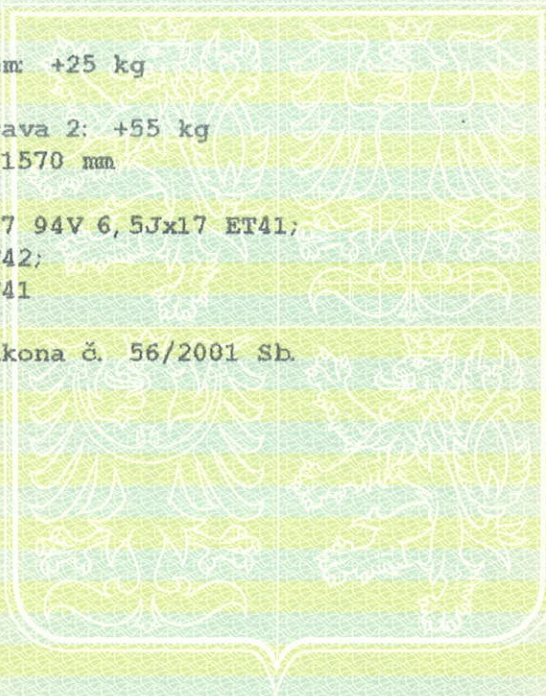 m: +25 kg
ava 2: +55 kg
1570 mm
7 94V 6,5Jx17 ET41;
42;
41
kona č. 56/2001 Sb.